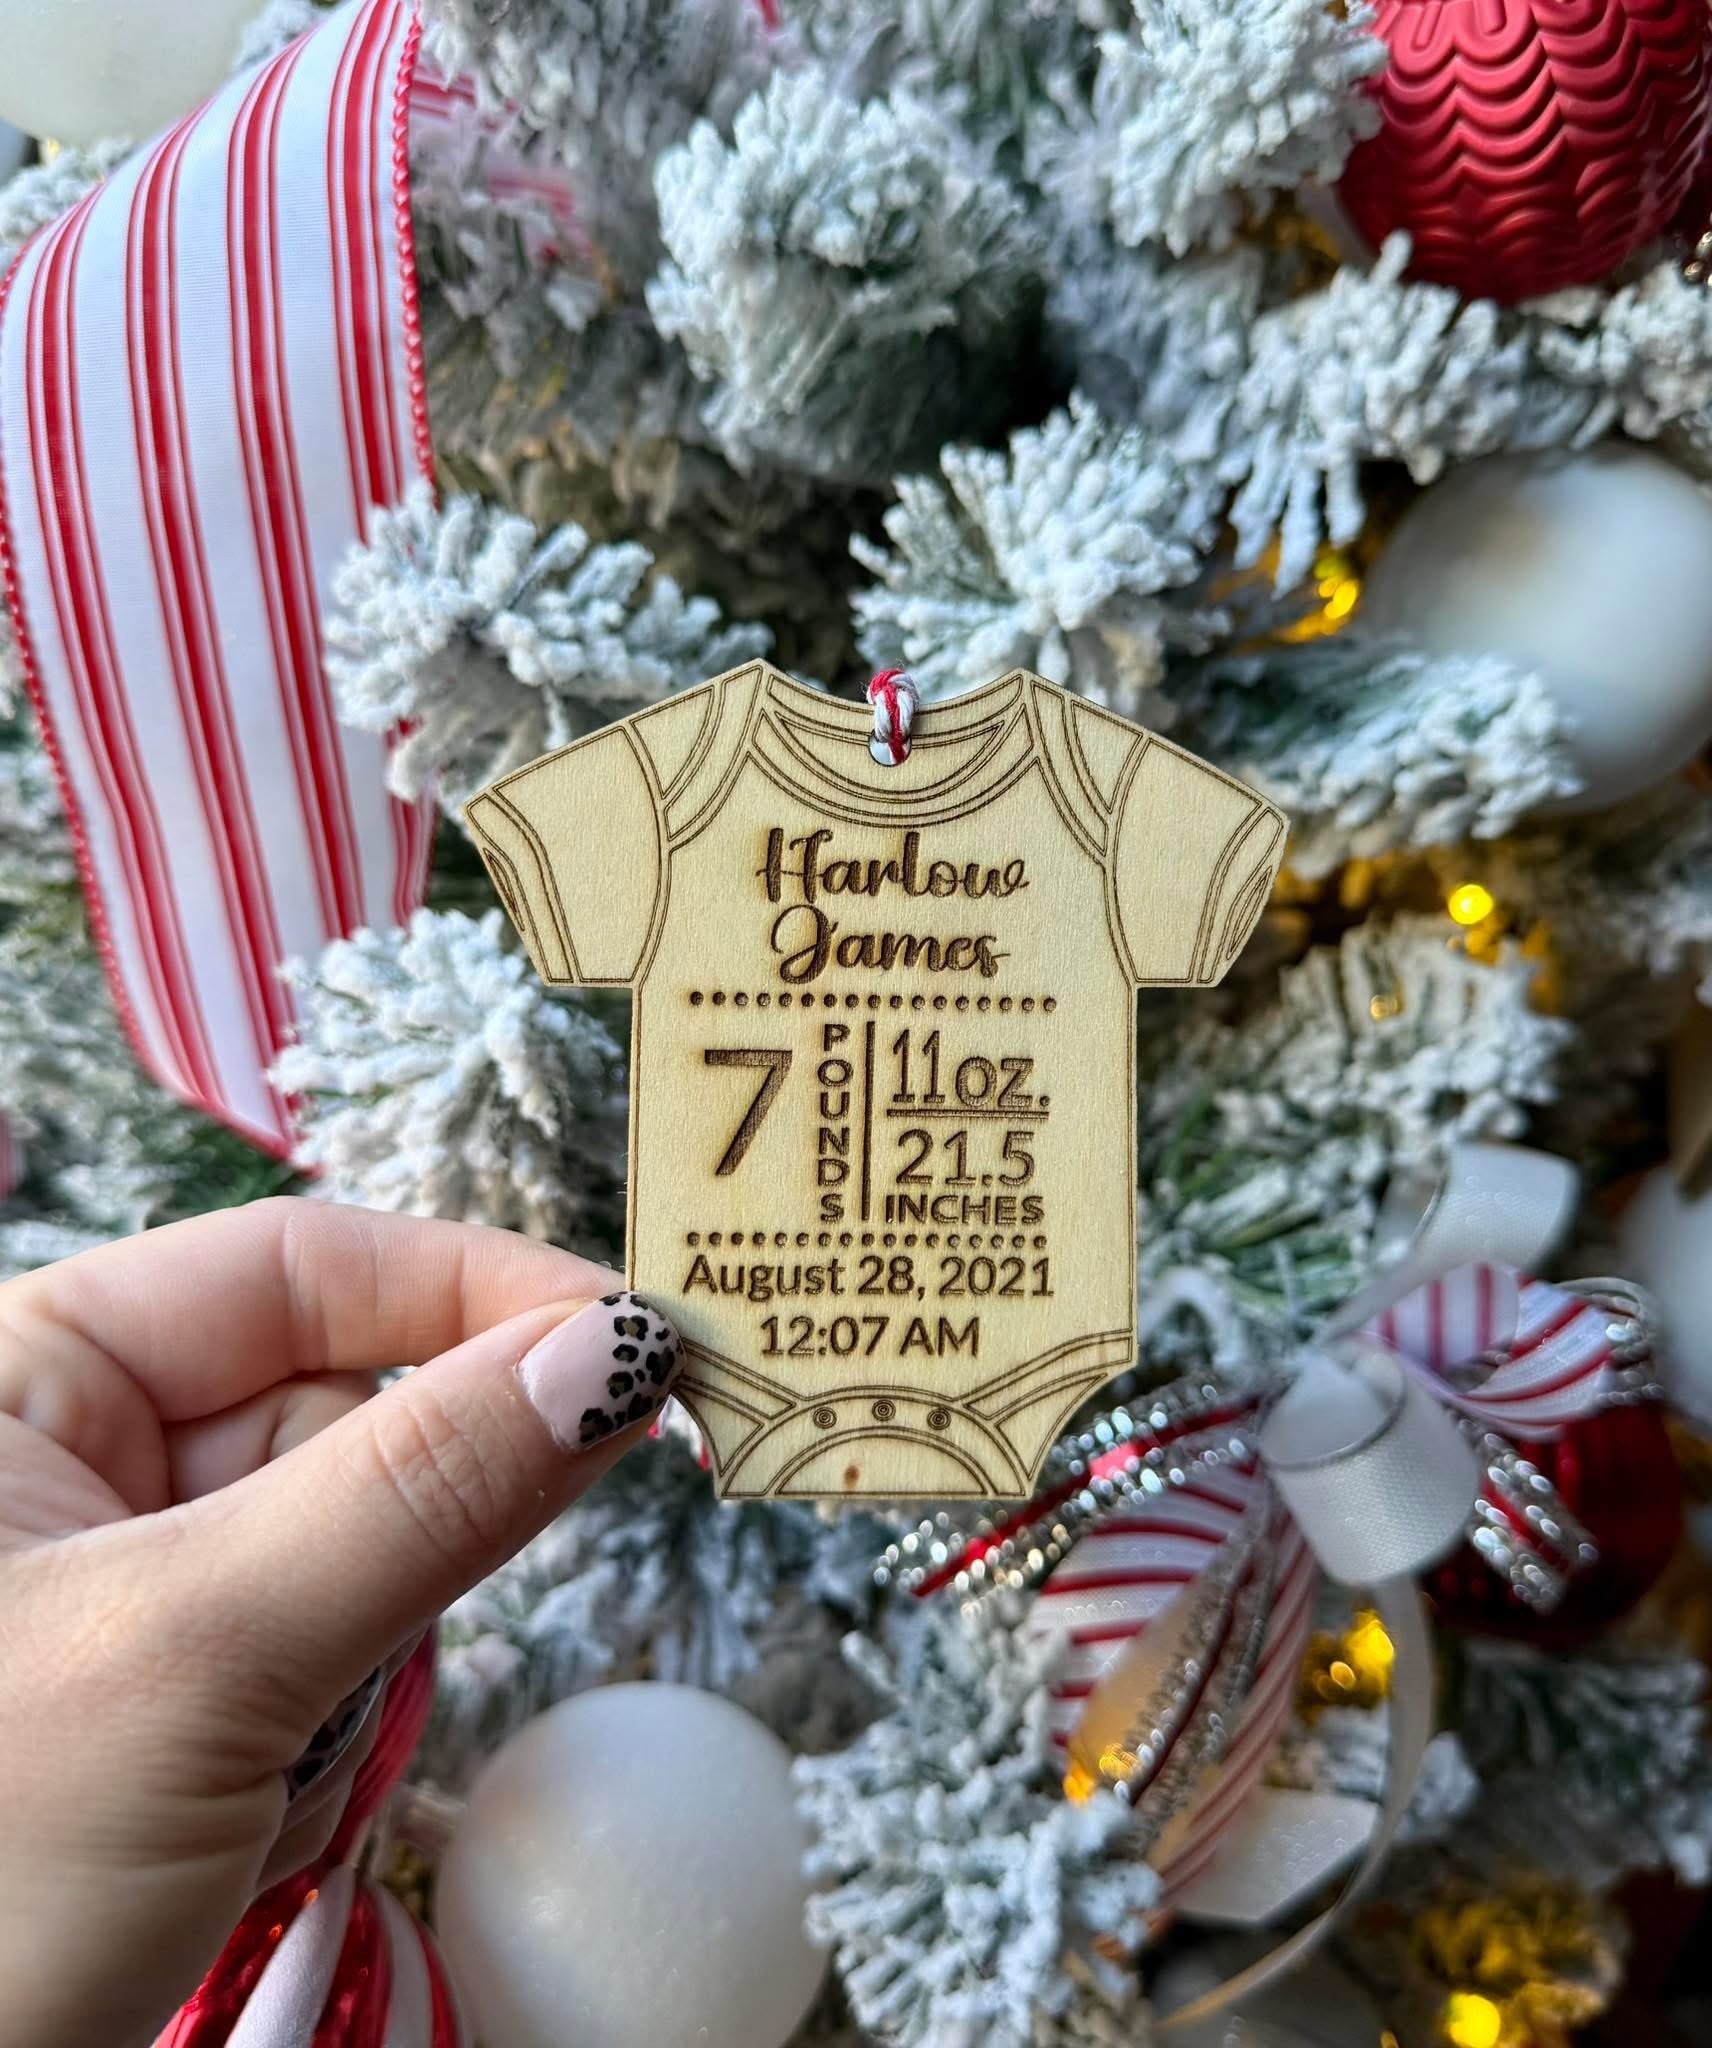 Harlow
James
7 POUNDS
11oz.
21.5
INCHES
August 28, 2021
12:07 AM